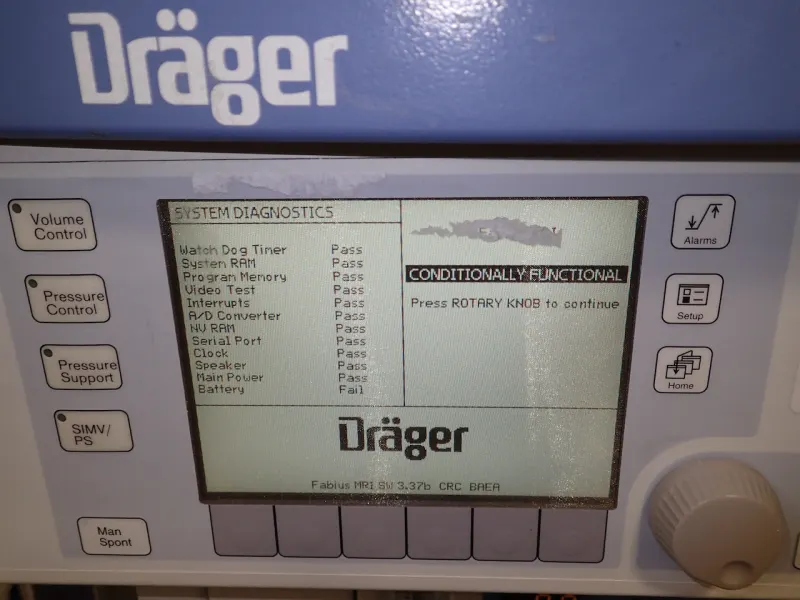 Dräger
Volume
Control
Pressure
Control
Pressure
Support
SIMV/
PS
Man
Spont
SYSTEM DIAGNOSTICS
Watch Dog Timer Pass
System RAM Pass
Program Memory Pass
Video Test Pass
Interrupts Pass
A/D Converter Pass
NV RAM Pass
Serial Port Pass
Clock Pass
Speaker Pass
Main Power Pass
Battery Fail
CONDITIONALLY FUNCTIONAL
Press ROTARY KNOB to continue
Dräger
Fabius MRI SW 3.37b CRC BAEA
Alarms
Setup
Home